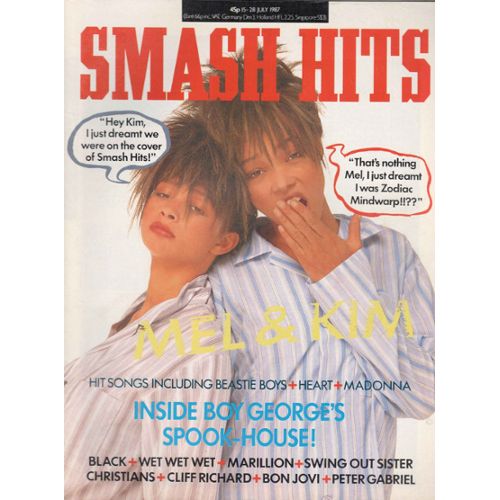 45p 15-28 JULY 1987
SMASH HITS
"Hey Kim,
I just dreamt we
were on the cover
of Smash Hits!"
"That's nothing
Mel, I just dreamt
I was Zodiac
Mindwarp!!??"
MEL & KIM
HIT SONGS INCLUDING BEASTIE BOYS+HEART+MADONNA
INSIDE BOY GEORGE'S
SPOOK-HOUSE!
BLACK+WET WET WET+MARILLION+SWING OUT SISTER
CHRISTIANS+CLIFF RICHARD+BON JOVI+PETER GABRIEL